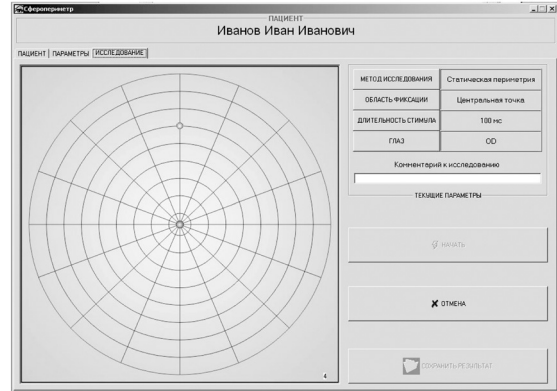 Сферопериметр
ПАЦИЕНТ
Иванов Иван Иванович
ПАЦИЕНТ ПАРАМЕТРЫ ИССЛЕДОВАНИЕ
МЕТОД ИССЛЕДОВАНИЯ Статическая периметрия
ОБЛАСТЬ ФИКСАЦИИ Центральная точка
ДЛИТЕЛЬНОСТЬ СТИМУЛА 100 мс
ГЛАЗ OD
Комментарий к исследованию
ТЕКУЩИЕ ПАРАМЕТРЫ
НАЧАТЬ
ОТМЕНА
СОХРАНИТЬ РЕЗУЛЬТАТ
4